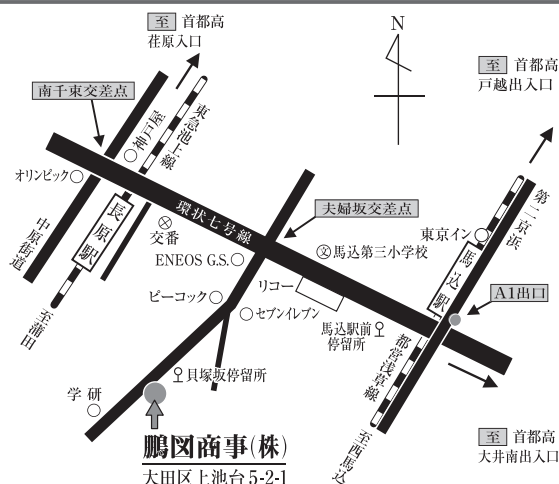 至 首都高
荏原入口
N
至 首都高
戸越出入口
南千束交差点
神戸屋
東急池上線
オリンピック
環状七号線
夫婦坂交差点
第二京浜
長原駅
交番
東京イン
中原街道
ENEOS G.S.
文 馬込第三小学校
馬込駅
至蒲田
ピーコック
リコー
A1出口
セブンイレブン
馬込駅前
停留所
都営浅草線
貝塚坂停留所
学研
至西馬込
至 首都高
大井南出入口
鵬図商事(株)
大田区上池台5-2-1